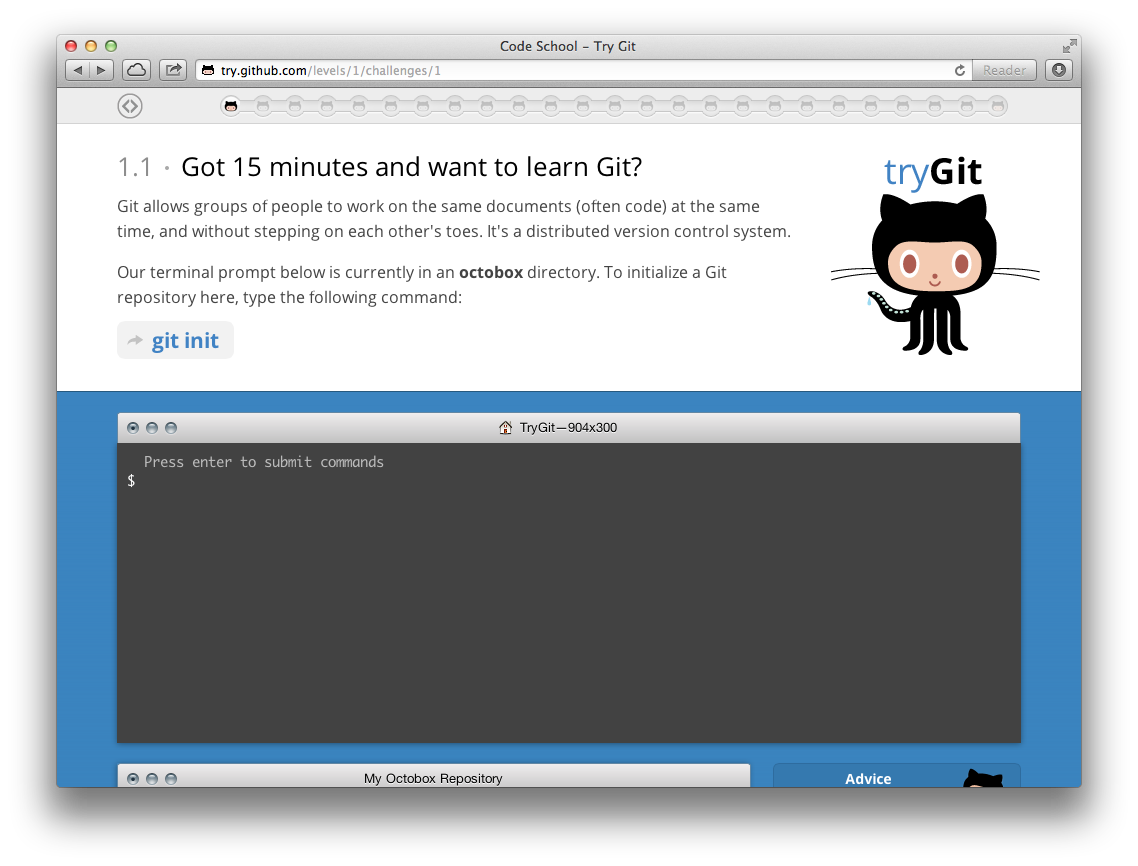 Code School – Try Git
try.github.com/levels/1/challenges/1
Reader
1.1 · Got 15 minutes and want to learn Git?
tryGit
Git allows groups of people to work on the same documents (often code) at the same
time, and without stepping on each other's toes. It's a distributed version control system.
Our terminal prompt below is currently in an octobox directory. To initialize a Git
repository here, type the following command:
git init
TryGit—904x300
Press enter to submit commands
$
My Octobox Repository
Advice